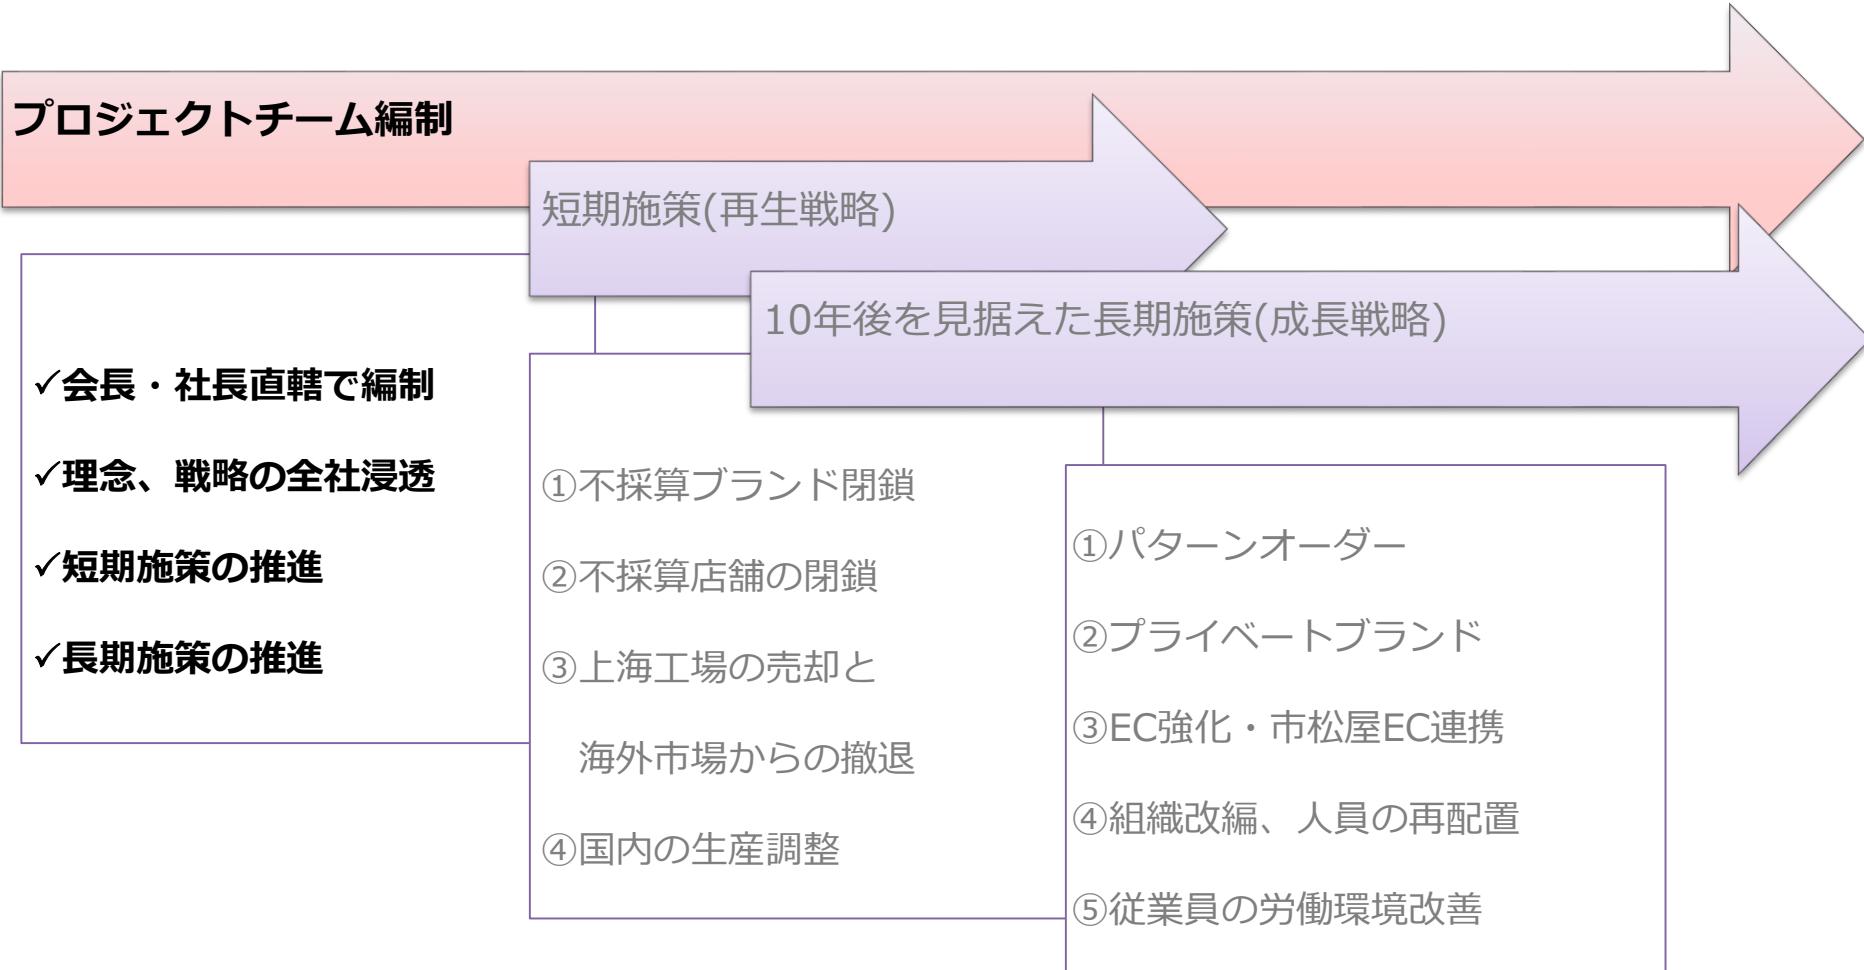 プロジェクトチーム編制
短期施策(再生戦略)
10年後を見据えた長期施策(成長戦略)
✓会長・社長直轄で編制
✓理念、戦略の全社浸透
✓短期施策の推進
✓長期施策の推進
①不採算ブランド閉鎖
②不採算店舗の閉鎖
③上海工場の売却と
海外市場からの撤退
④国内の生産調整
①パターンオーダー
②プライベートブランド
③EC強化・市松屋EC連携
④組織改編、人員の再配置
⑤従業員の労働環境改善